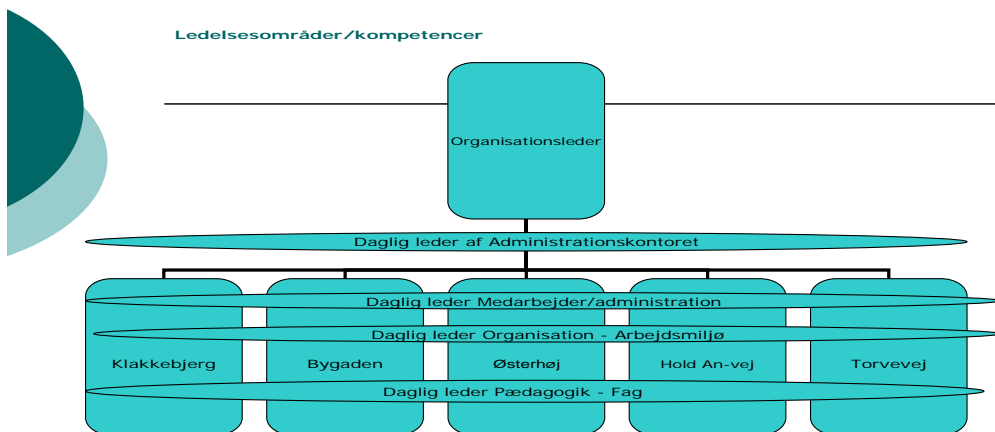 Ledelsesområder/kompetencer
Organisationsleder
Daglig leder af Administrationskontoret
Daglig leder Medarbejder/administration
Daglig leder Organisation - Arbejdsmiljø
Klakkebjerg
Bygaden
Østerhøj
Hold An-vej
Torvevej
Daglig leder Pædagogik - Fag